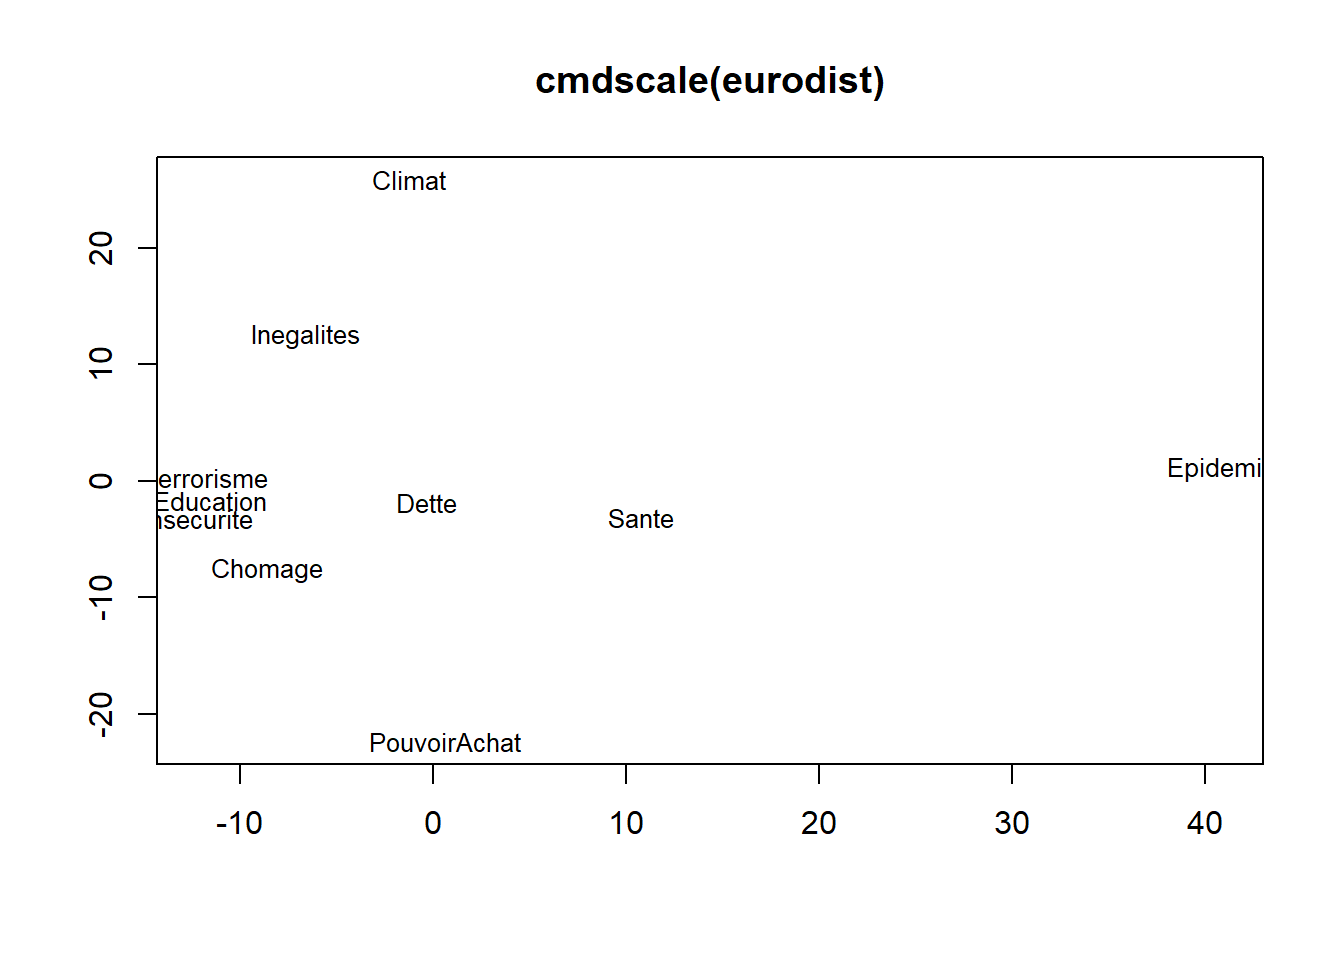 cmdscale(eurodist)
Climat
20
Inegalites
10
Epidemi
errorisme
0
Education
Dette
nsecurite
Sante
Chomage
-10
-20
PouvoirAchat
-10 0 10 20 30 40